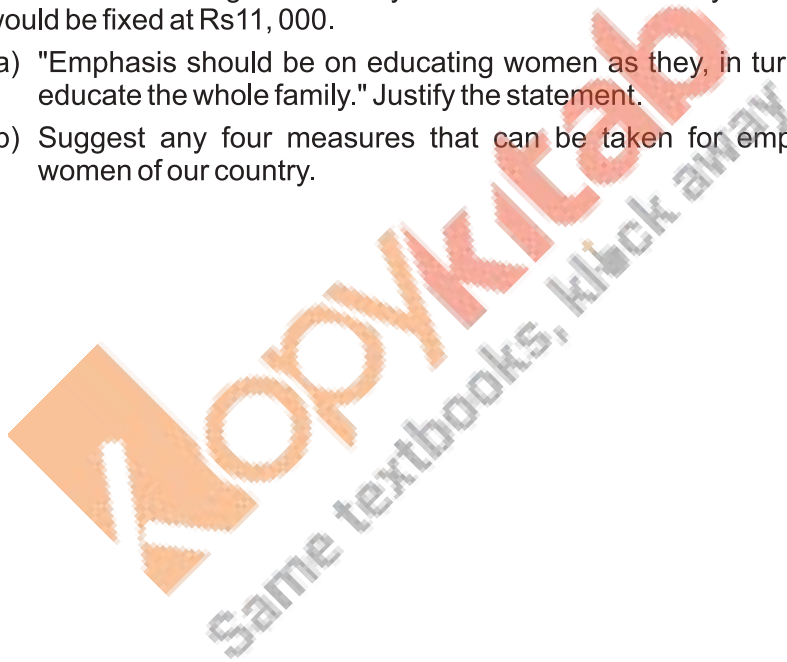 would be fixed at Rs11, 000.
a) "Emphasis should be on educating women as they, in tur
educate the whole family." Justify the statement.
b) Suggest any four measures that can be taken for emp
women of our country.
kopykitab
Same textbooks, klick away